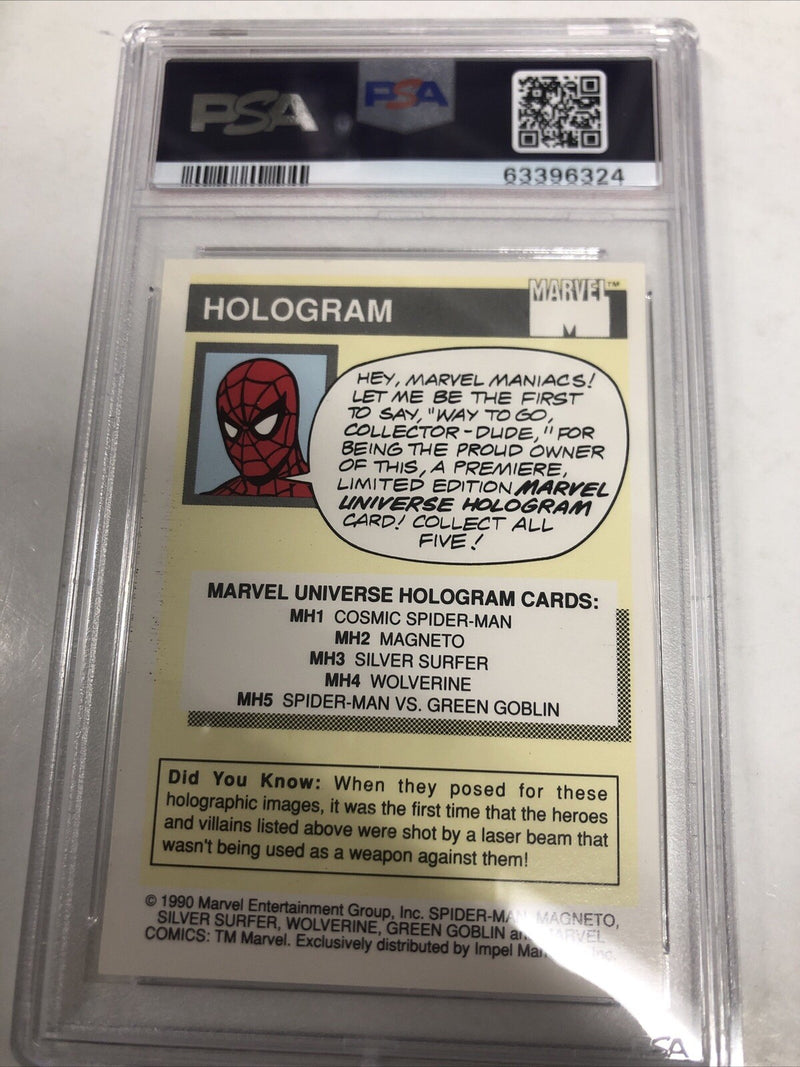 PSA
PSA
63396324
MARVEL™
HOLOGRAM
M
HEY, MARVEL MANIACS!
LET ME BE THE FIRST
TO SAY, "WAY TO GO,
COLLECTOR-DUDE," FOR
BEING THE PROUD OWNER
OF THIS, A PREMIERE,
LIMITED EDITION MARVEL
UNIVERSE HOLOGRAM
CARD! COLLECT ALL
FIVE!
MARVEL UNIVERSE HOLOGRAM CARDS:
MH1 COSMIC SPIDER-MAN
MH2 MAGNETO
MH3 SILVER SURFER
MH4 WOLVERINE
MH5 SPIDER-MAN VS. GREEN GOBLIN
Did You Know: When they posed for these
holographic images, it was the first time that the heroes
and villains listed above were shot by a laser beam that
wasn't being used as a weapon against them!
© 1990 Marvel Entertainment Group, Inc. SPIDER-MAN, MAGNETO,
SILVER SURFER, WOLVERINE, GREEN GOBLIN MARVEL
COMICS: TM Marvel. Exclusively distributed by Impel Inc.
PSA